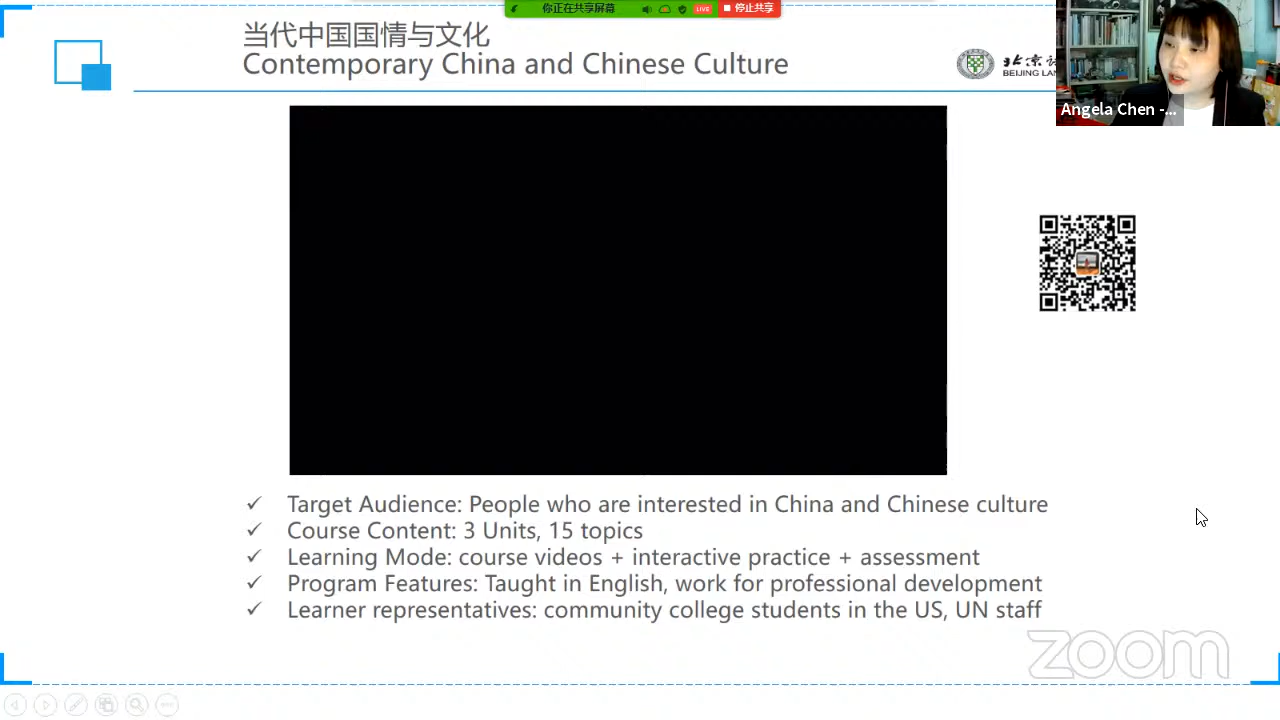 你正在共享屏幕
LIVE
停止共享
当代中国国情与文化
Contemporary China and Chinese Culture
BEIJING
Angela Chen -...
✓ Target Audience: People who are interested in China and Chinese culture
✓ Course Content: 3 Units, 15 topics
✓ Learning Mode: course videos + interactive practice + assessment
✓ Program Features: Taught in English, work for professional development
✓ Learner representatives: community college students in the US, UN staff
zoom